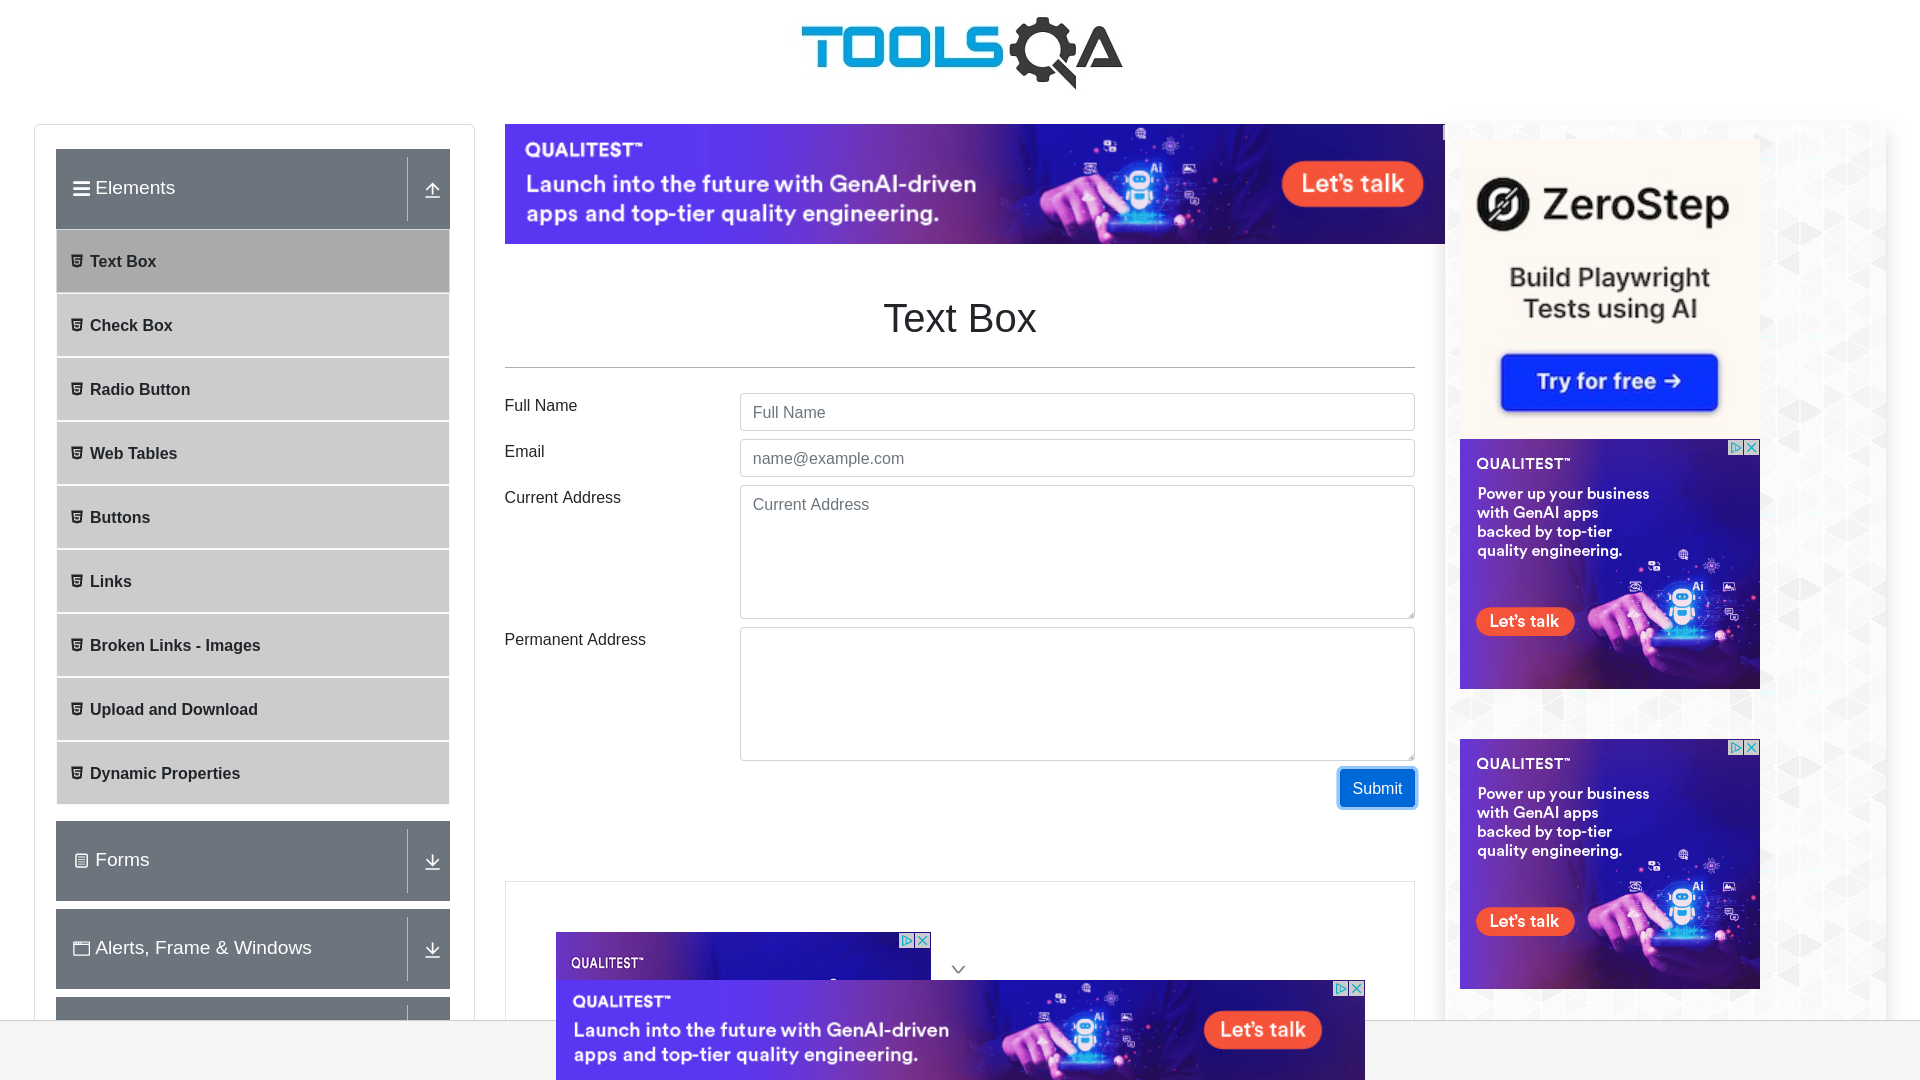 TOOLSQA
Elements
Text Box
Check Box
Radio Button
Web Tables
Buttons
Links
Broken Links - Images
Upload and Download
Dynamic Properties
Forms
Alerts, Frame & Windows
QUALITEST™
Launch into the future with GenAI-driven
apps and top-tier quality engineering.
Ai
Let's talk
Text Box
Full Name
Full Name
Email
name@example.com
Current Address
Current Address
Permanent Address
Submit
QUALITEST™
QUALITEST™
Launch into the future with GenAI-driven
apps and top-tier quality engineering.
Ai
Let's talk
ZeroStep
Build Playwright
Tests using AI
Try for free →
QUALITEST™
Power up your business
with GenAI apps
backed by top-tier
quality engineering.
Ai
Let's talk
QUALITEST™
Power up your business
with GenAI apps
backed by top-tier
quality engineering.
Ai
Let's talk